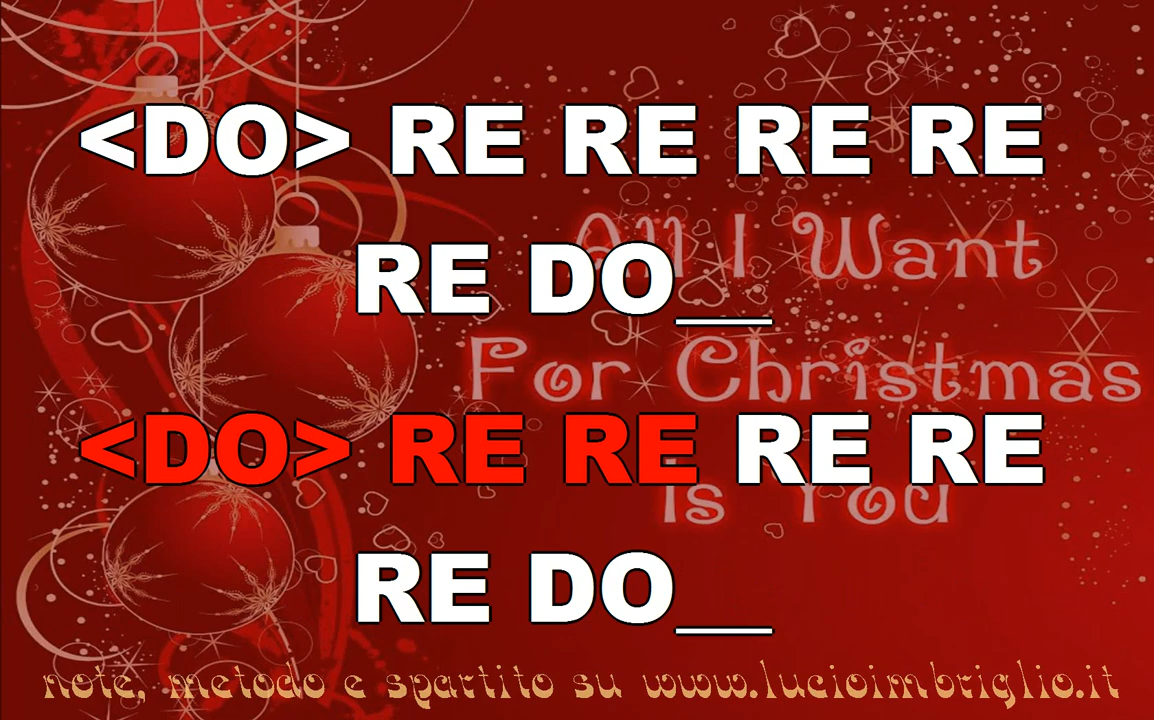 <DO> RE RE RE RE
All I Want
RE DO__
For Christmas
<DO> RE RE RE RE
Is You
RE DO__
note, metodo e spartito su www.lucioimbriglio.it